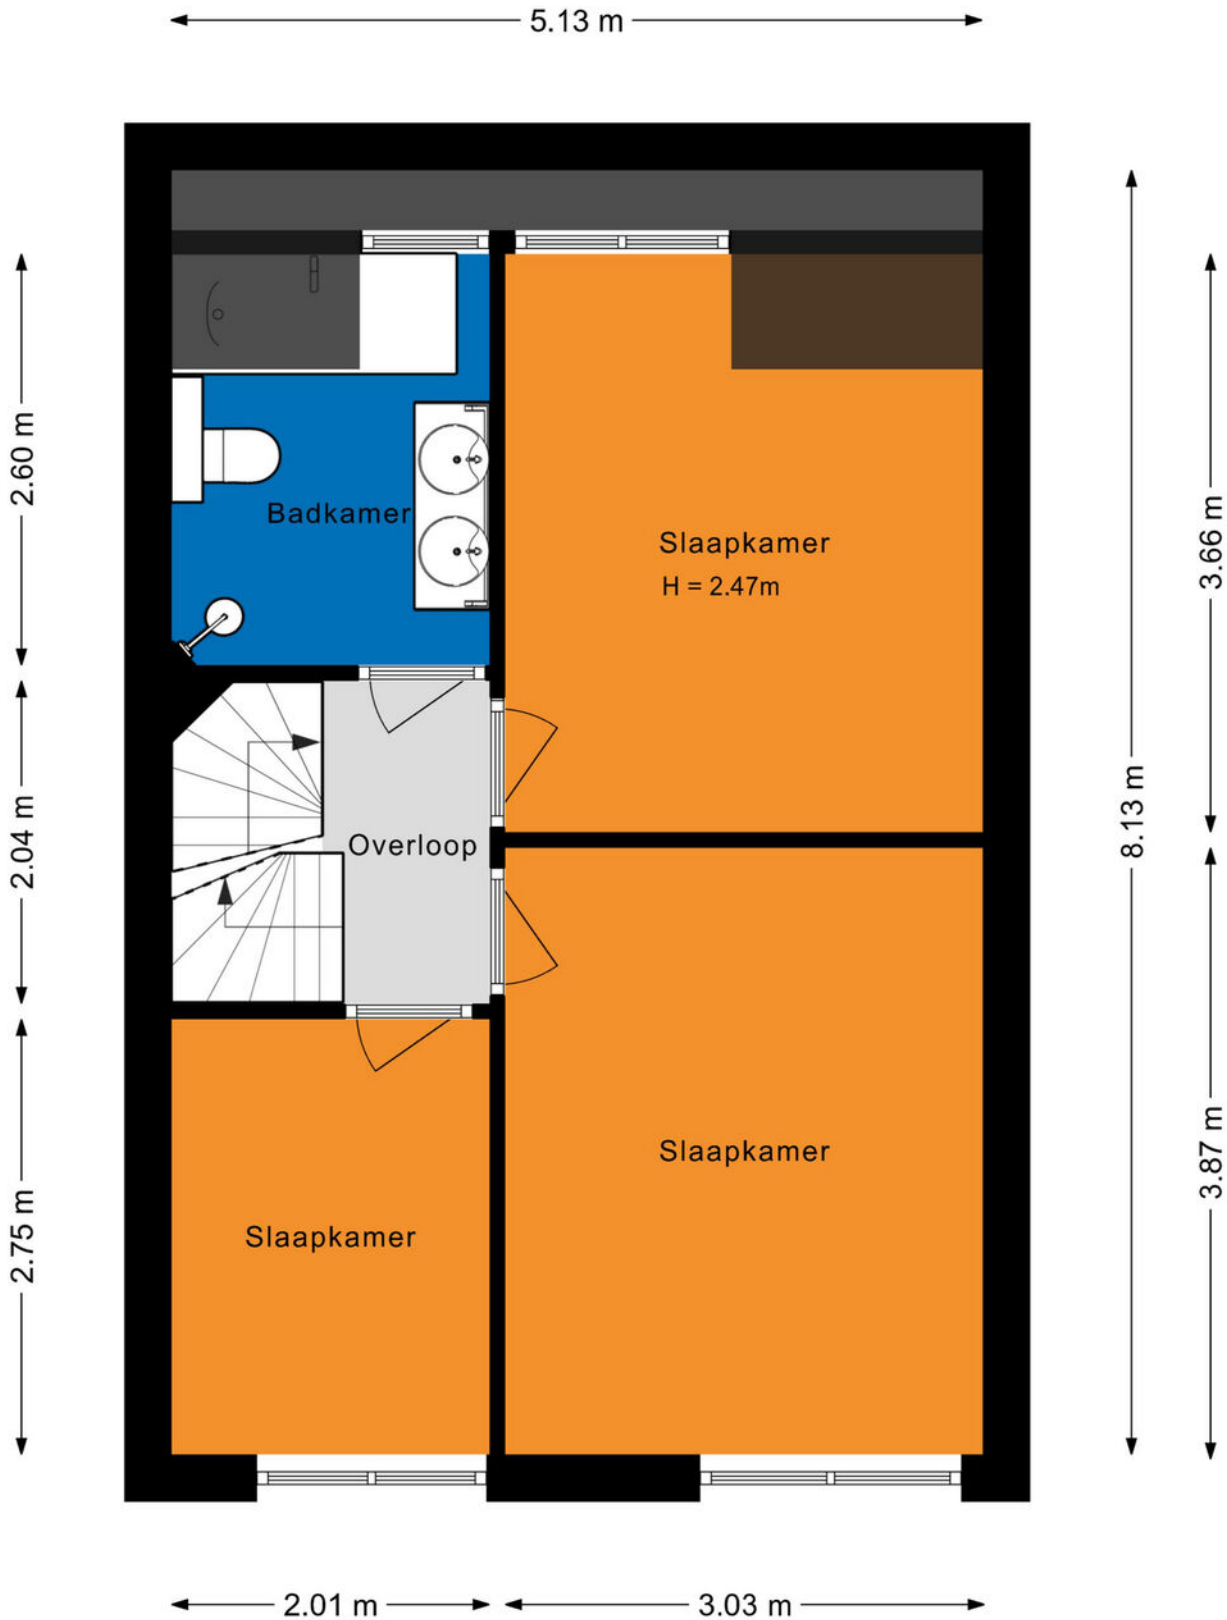 5.13 m
2.60 m
Badkamer
Slaapkamer
H = 2.47m
3.66 m
8.13 m
2.04 m
Overloop
3.87 m
Slaapkamer
2.75 m
Slaapkamer
2.01 m
3.03 m